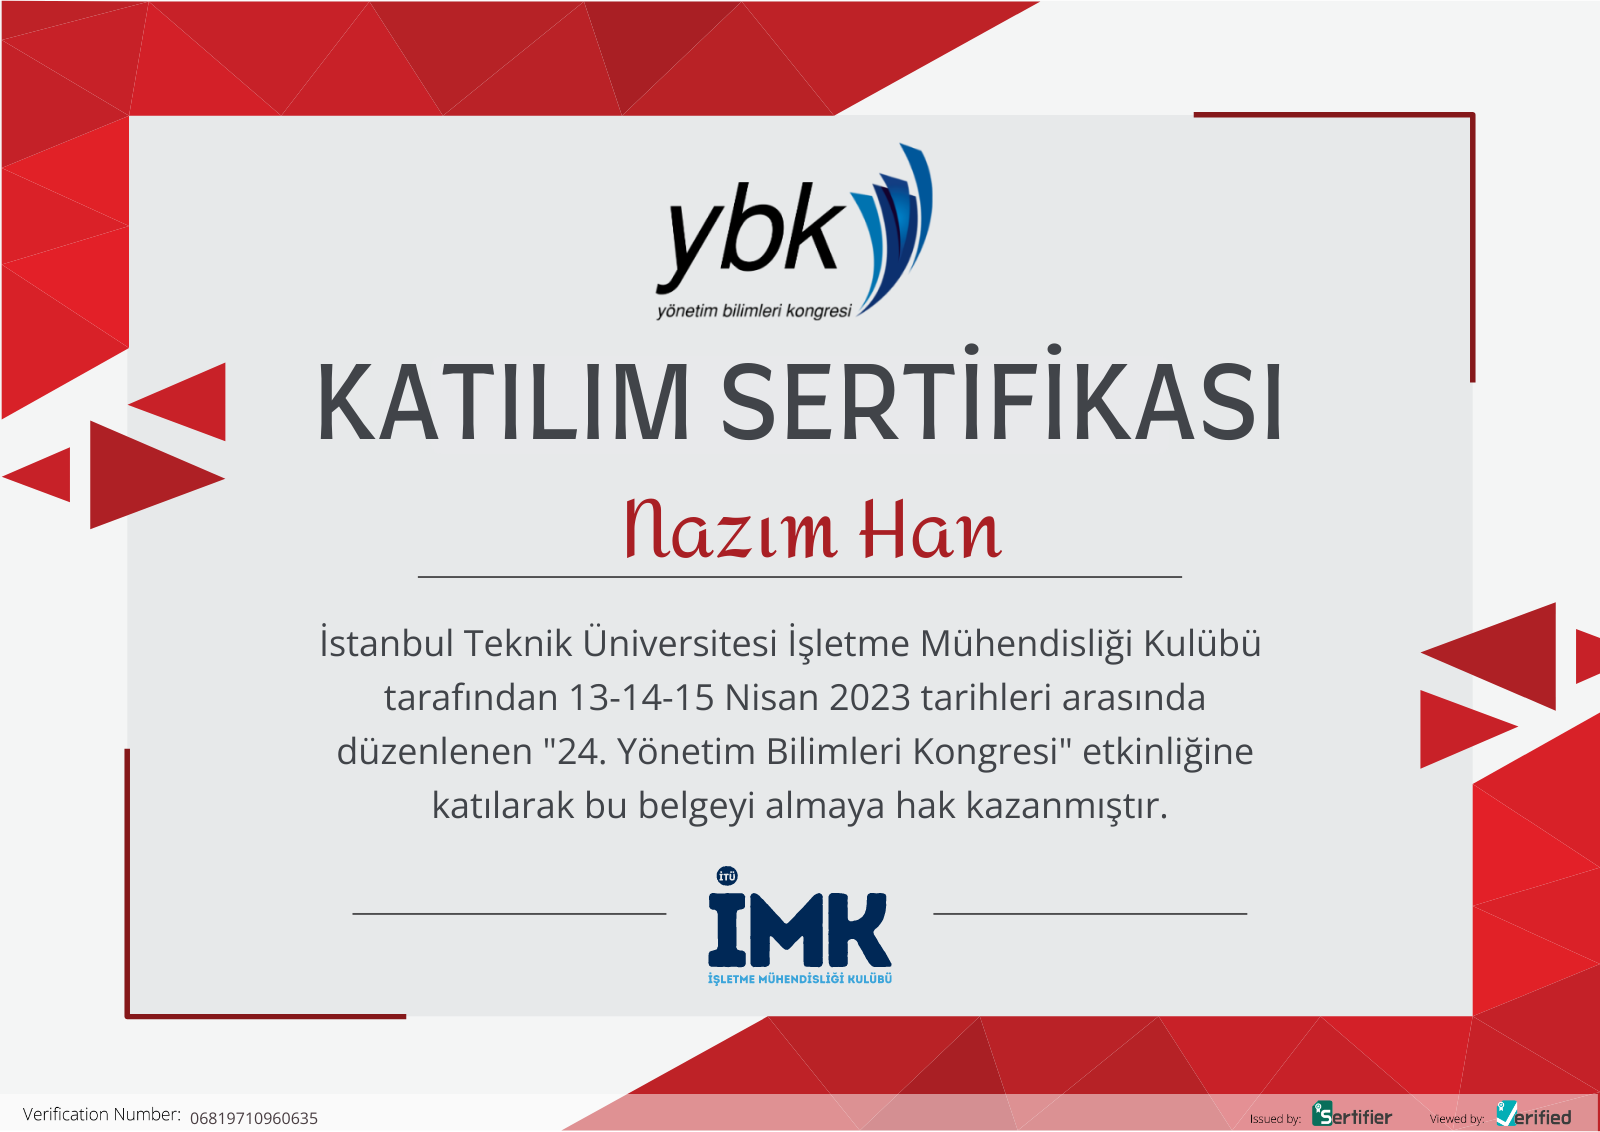 ybk
yönetim bilimleri kongresi
KATILIM SERTİFİKASI
Nazım Han
İstanbul Teknik Üniversitesi İşletme Mühendisliği Kulübü
tarafından 13-14-15 Nisan 2023 tarihleri arasında
düzenlenen "24. Yönetim Bilimleri Kongresi" etkinliğine
katılarak bu belgeyi almaya hak kazanmıştır.
İTÜ
İMK
İŞLETME MÜHENDİSLİĞİ KULÜBÜ
Verification Number: 06819710960635
Issued by: Sertifier Viewed by: Verified